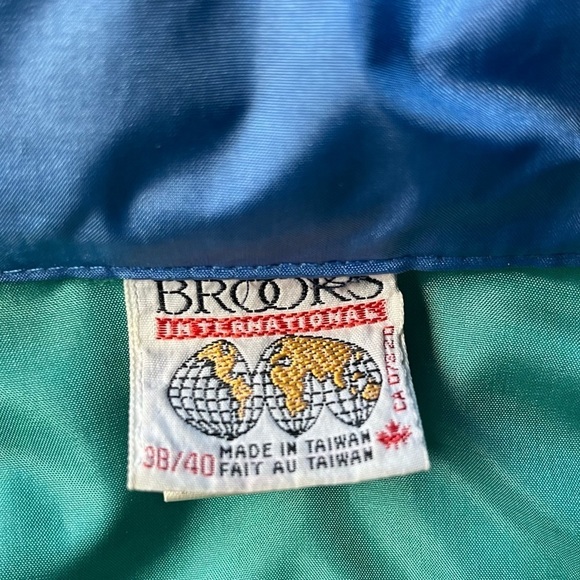 BROOKS
INTERNATIONAL
CA 07320
38/40
MADE IN TAIWAN
FAIT AU TAIWAN